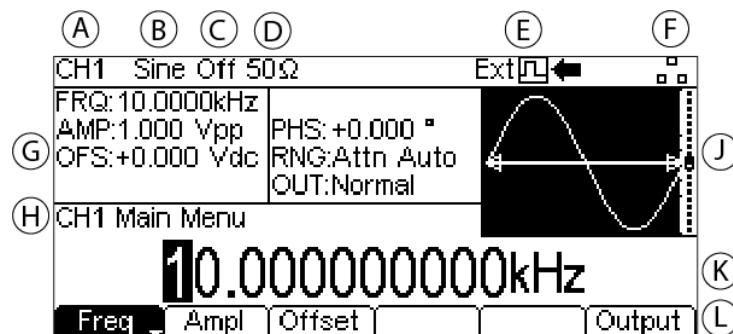 A B C D E F
CH1 Sine Off 50Ω Ext
FRQ:10.0000kHz
AMP:1.000 Vpp PHS:+0.000 °
G OFS:+0.000 Vdc RNG:Attn Auto J
OUT:Normal
H CH1 Main Menu
10.000000000kHz K
Freq Ampl Offset Output L